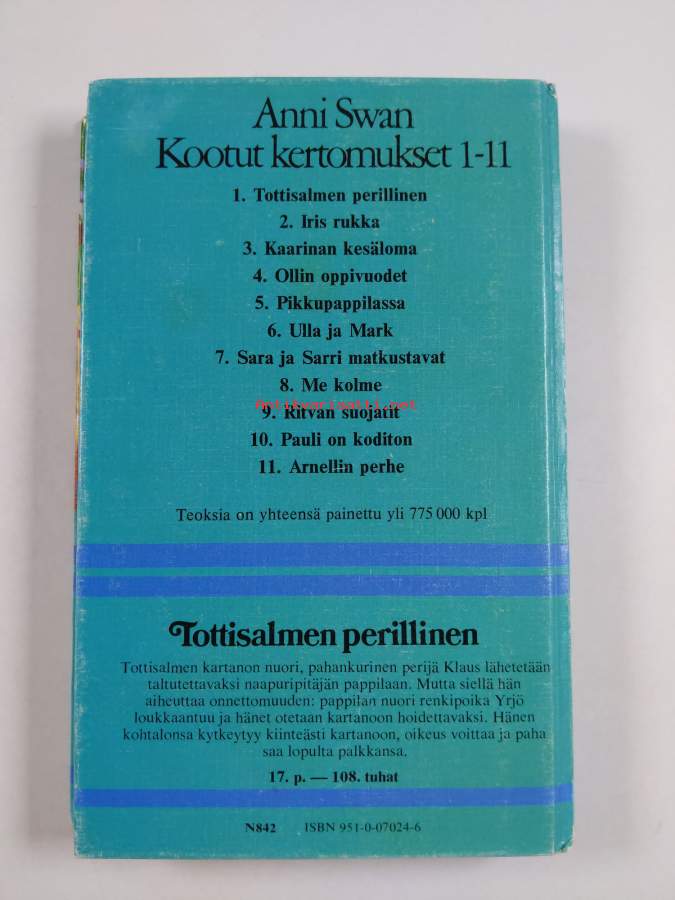 Anni Swan
Kootut kertomukset 1-11
1. Tottisalmen perillinen
2. Iris rukka
3. Kaarinan kesäloma
4. Ollin oppivuodet
5. Pikkupappilassa
6. Ulla ja Mark
7. Sara ja Sarri matkustavat
8. Me kolme
Antikvariaatti.net
9. Ritvan suojatit
10. Pauli on koditon
11. Arnellin perhe
Teoksia on yhteensä painettu yli 775 000 kpl
Tottisalmen perillinen
Tottisalmen kartanon nuori, pahankurinen perijä Klaus lähetetään
taltutettavaksi naapuripitäjän pappilaan. Mutta siellä hän
aiheuttaa onnettomuuden: pappilan nuori renkipoika Yrjö
loukkaantuu ja hänet otetaan kartanoon hoidettavaksi. Hänen
kohtalonsa kytkeytyy kiinteästi kartanoon, oikeus voittaa ja paha
saa lopulta palkkansa.
17. p. — 108. tuhat
N842 ISBN 951-0-07024-6